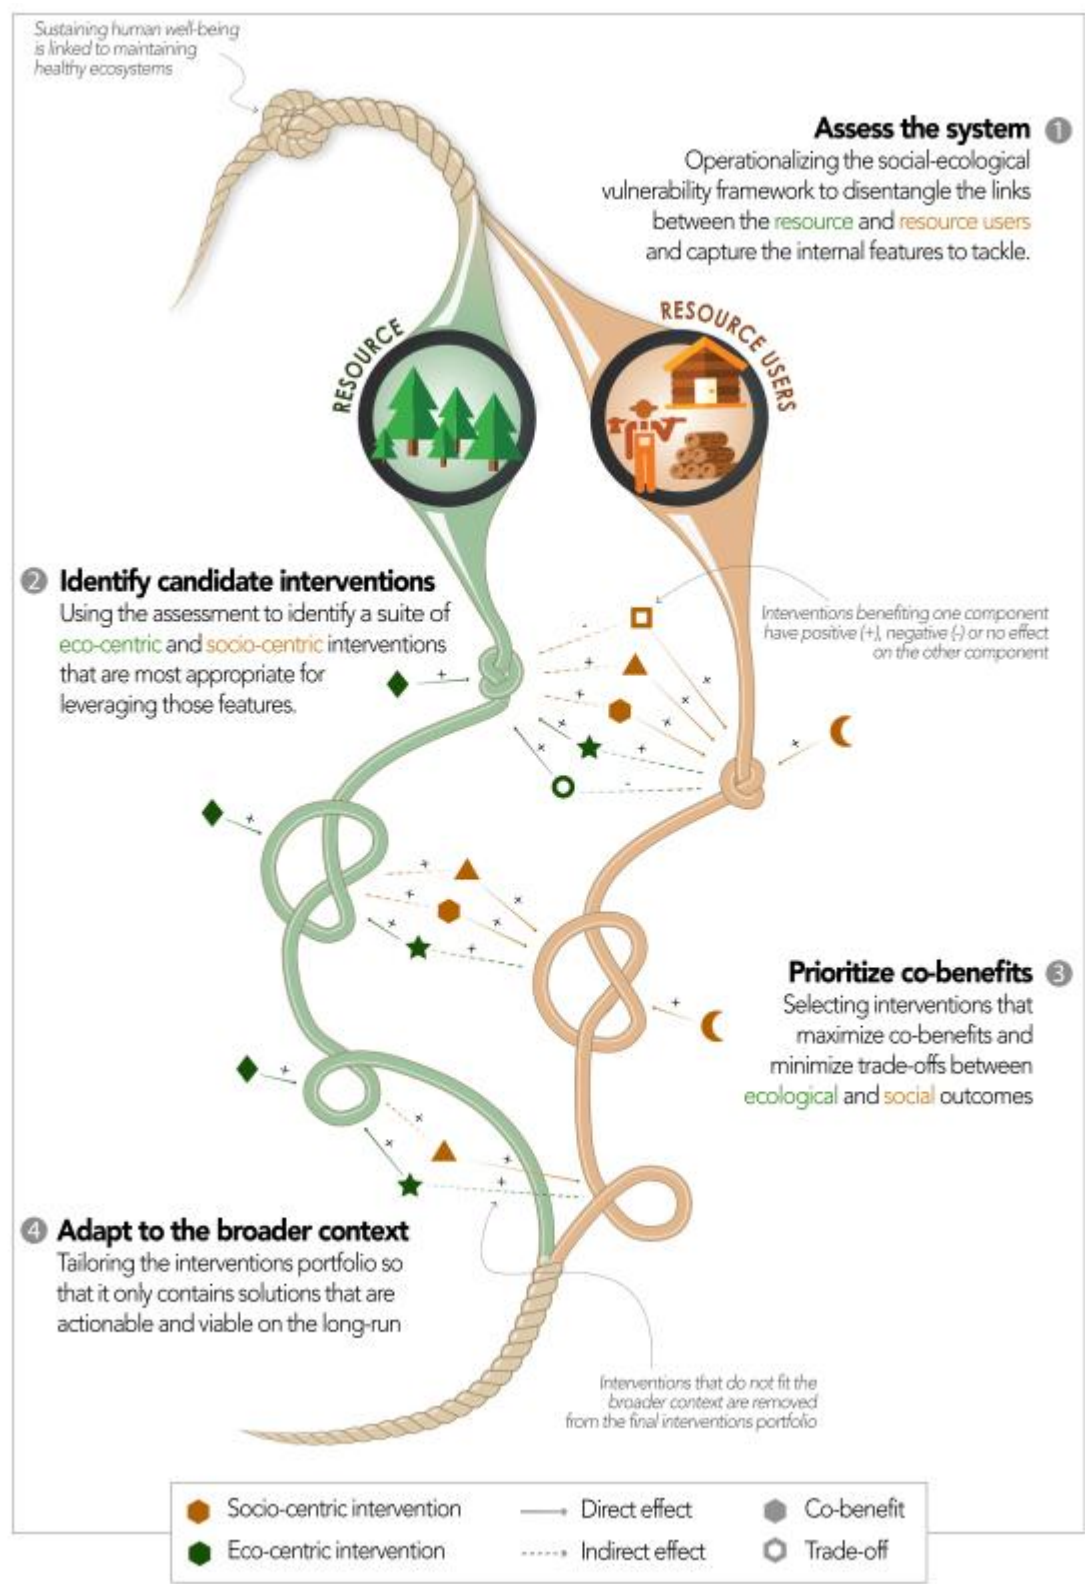 Sustaining human well-being
is linked to maintaining
healthy ecosystems
Assess the system 1
Operationalizing the social-ecological
vulnerability framework to disentangle the links
between the resource and resource users
and capture the internal features to tackle.
RESOURCE
RESOURCE USERS
2 Identify candidate interventions
Using the assessment to identify a suite of
eco-centric and socio-centric interventions
that are most appropriate for
leveraging those features.
Interventions benefiting one component
have positive (+), negative (-) or no effect
on the other component
Prioritize co-benefits 3
Selecting interventions that
maximize co-benefits and
minimize trade-offs between
ecological and social outcomes
4 Adapt to the broader context
Tailoring the interventions portfolio so
that it only contains solutions that are
actionable and viable on the long-run
Interventions that do not fit the
broader context are removed
from the final interventions portfolio
Socio-centric intervention
Direct effect
Co-benefit
Eco-centric intervention
Indirect effect
Trade-off